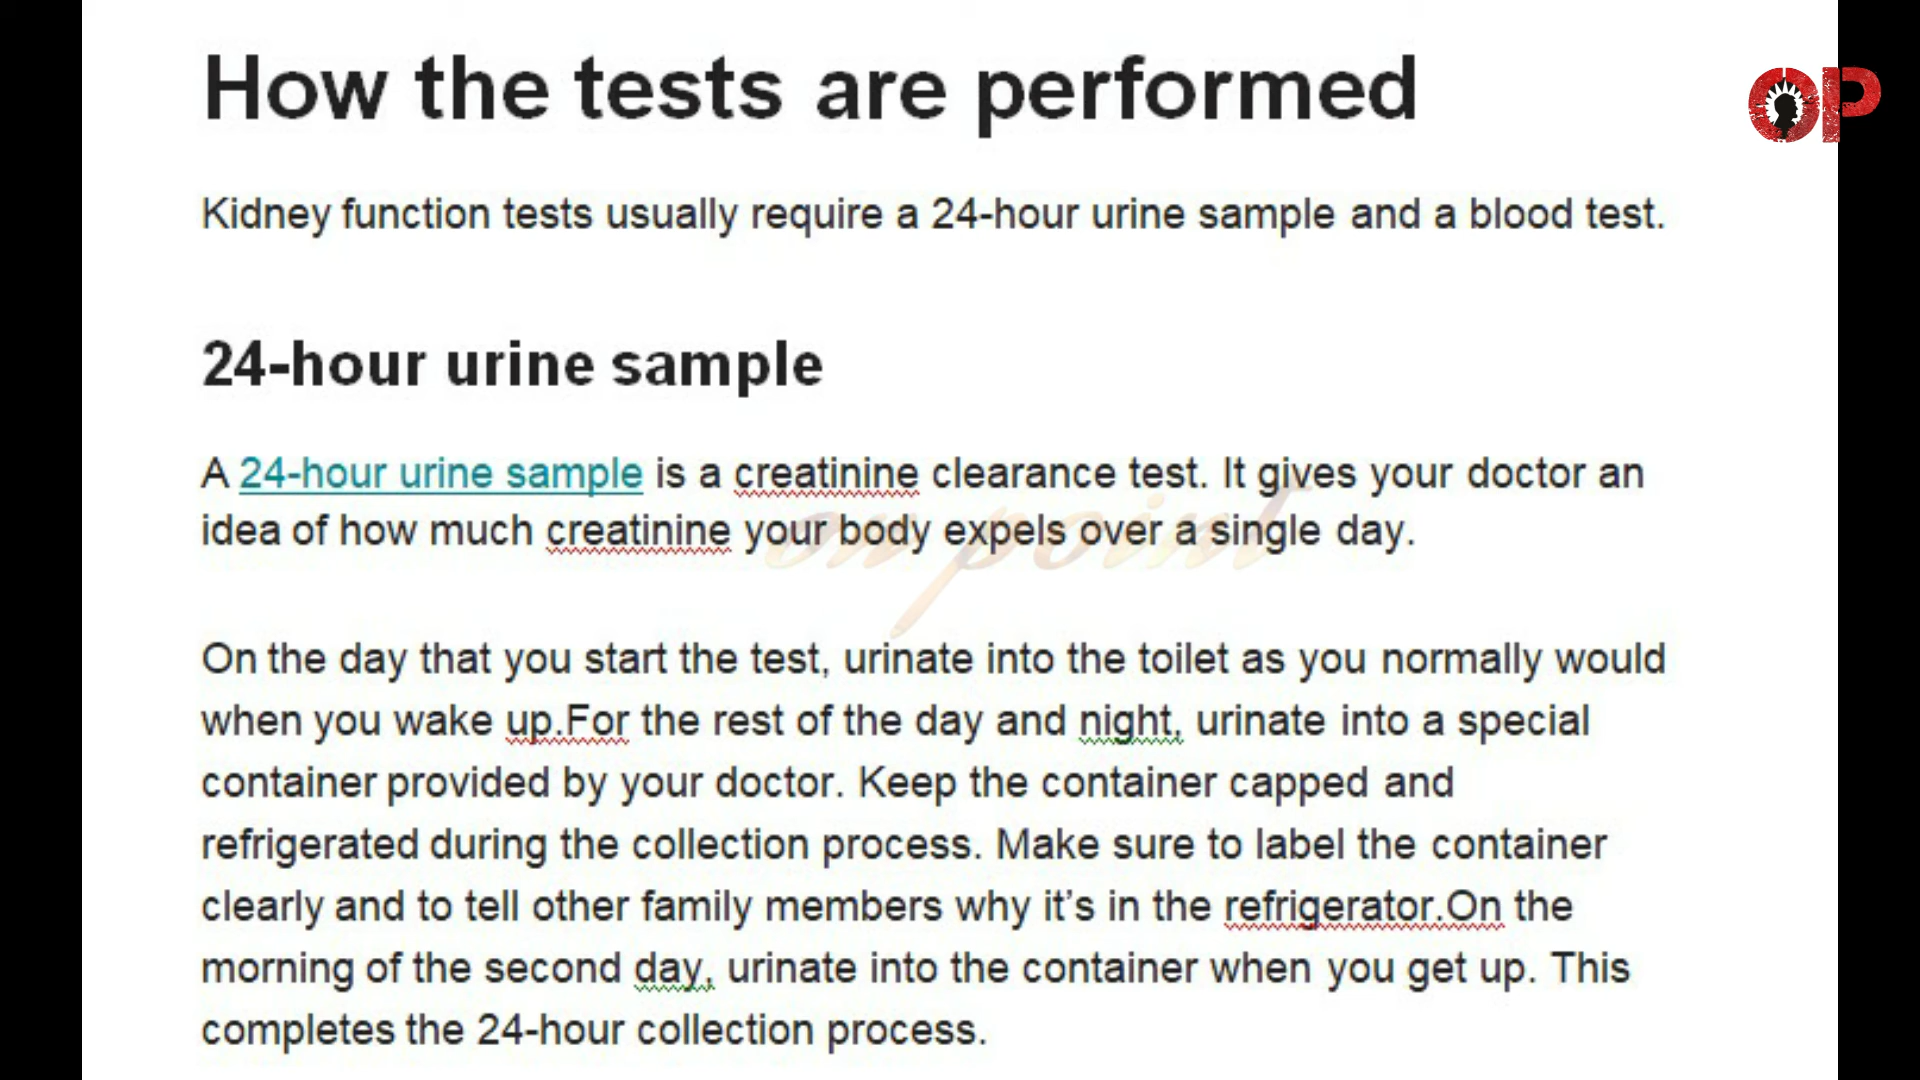 How the tests are performed
OP
Kidney function tests usually require a 24-hour urine sample and a blood test.
24-hour urine sample
A 24-hour urine sample is a creatinine clearance test. It gives your doctor an
idea of how much creatinine your body expels over a single day.
on point
On the day that you start the test, urinate into the toilet as you normally would
when you wake up.For the rest of the day and night, urinate into a special
container provided by your doctor. Keep the container capped and
refrigerated during the collection process. Make sure to label the container
clearly and to tell other family members why it’s in the refrigerator.On the
morning of the second day, urinate into the container when you get up. This
completes the 24-hour collection process.